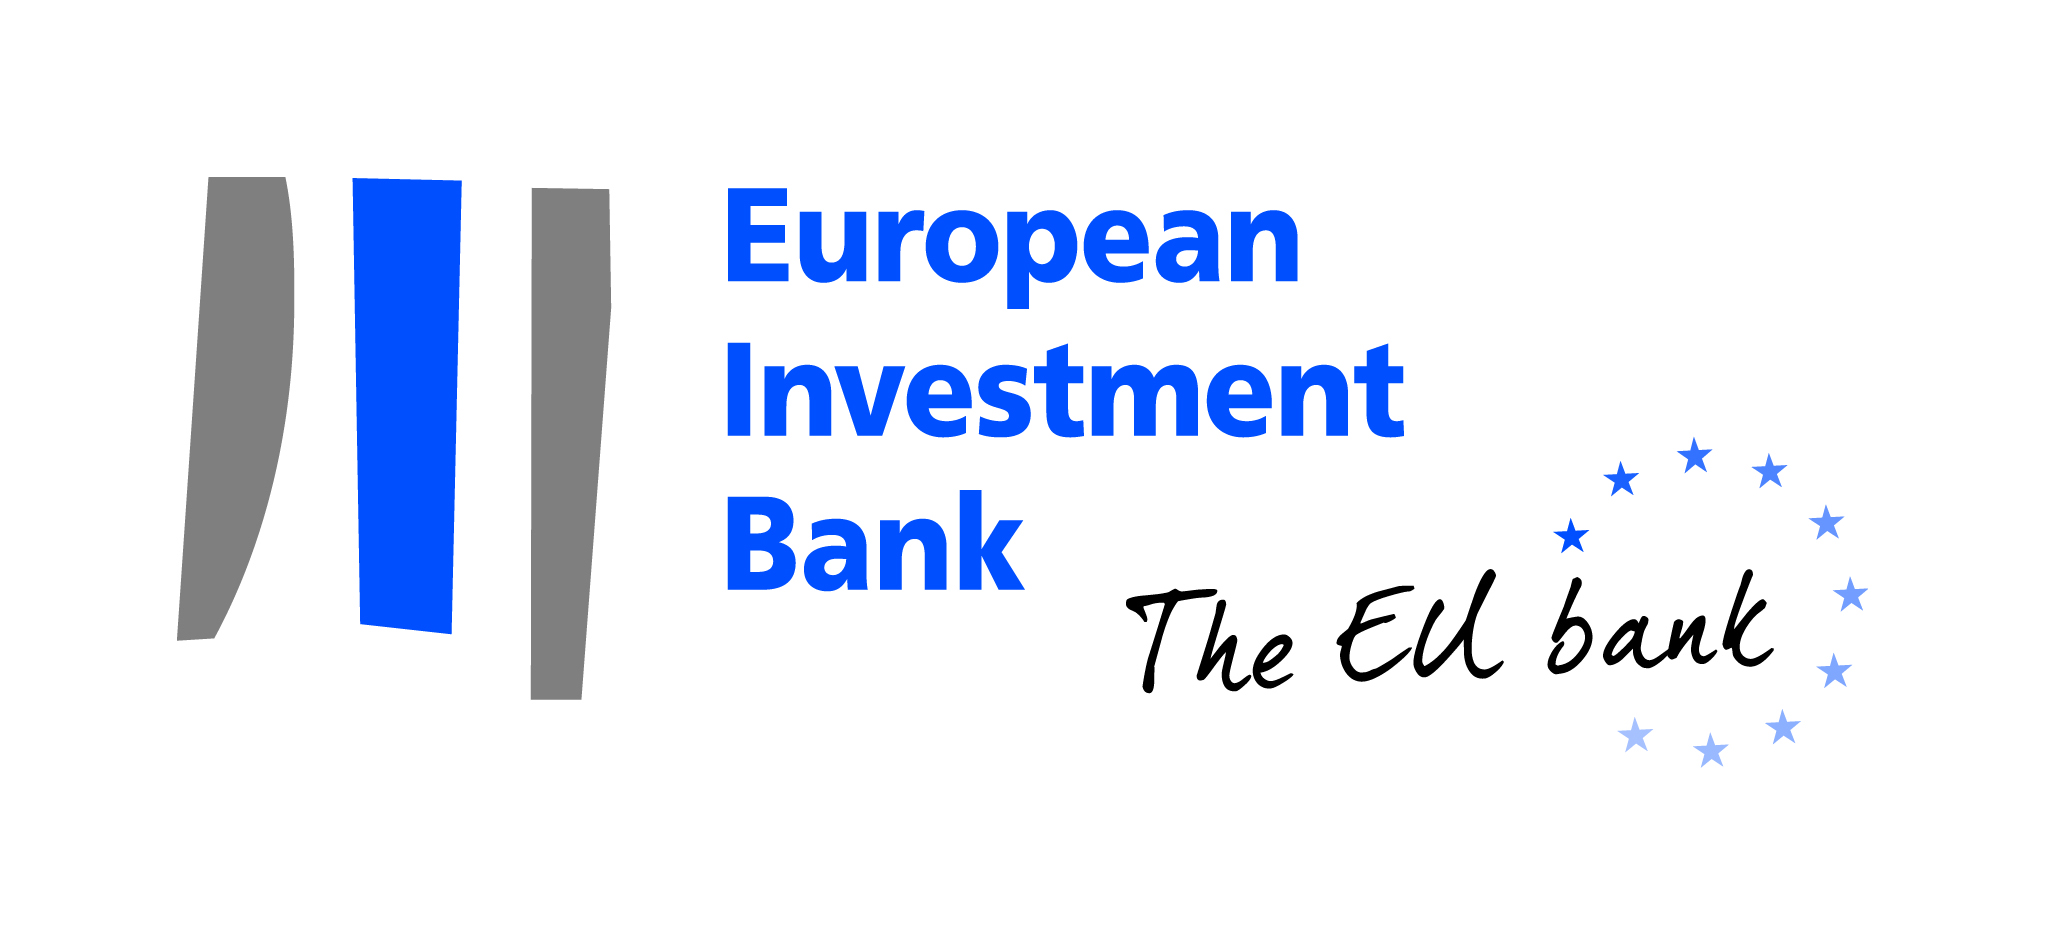 European
Investment
Bank
The EU bank